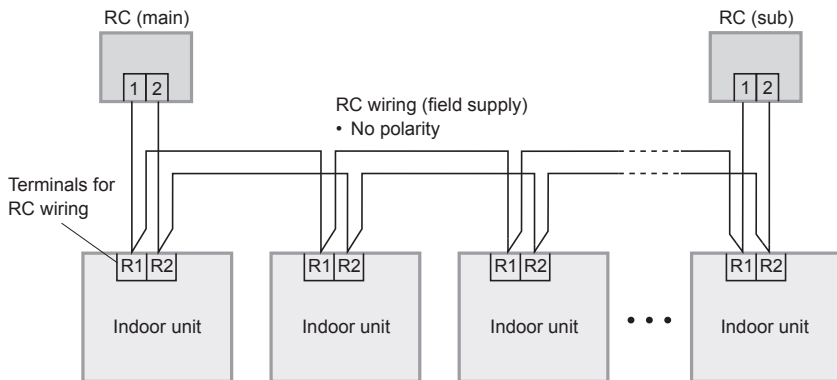 RC (main)
RC (sub)
1 2
1 2
RC wiring (field supply)
• No polarity
Terminals for
RC wiring
R1 R2
R1 R2
R1 R2
R1 R2
Indoor unit
Indoor unit
Indoor unit
Indoor unit